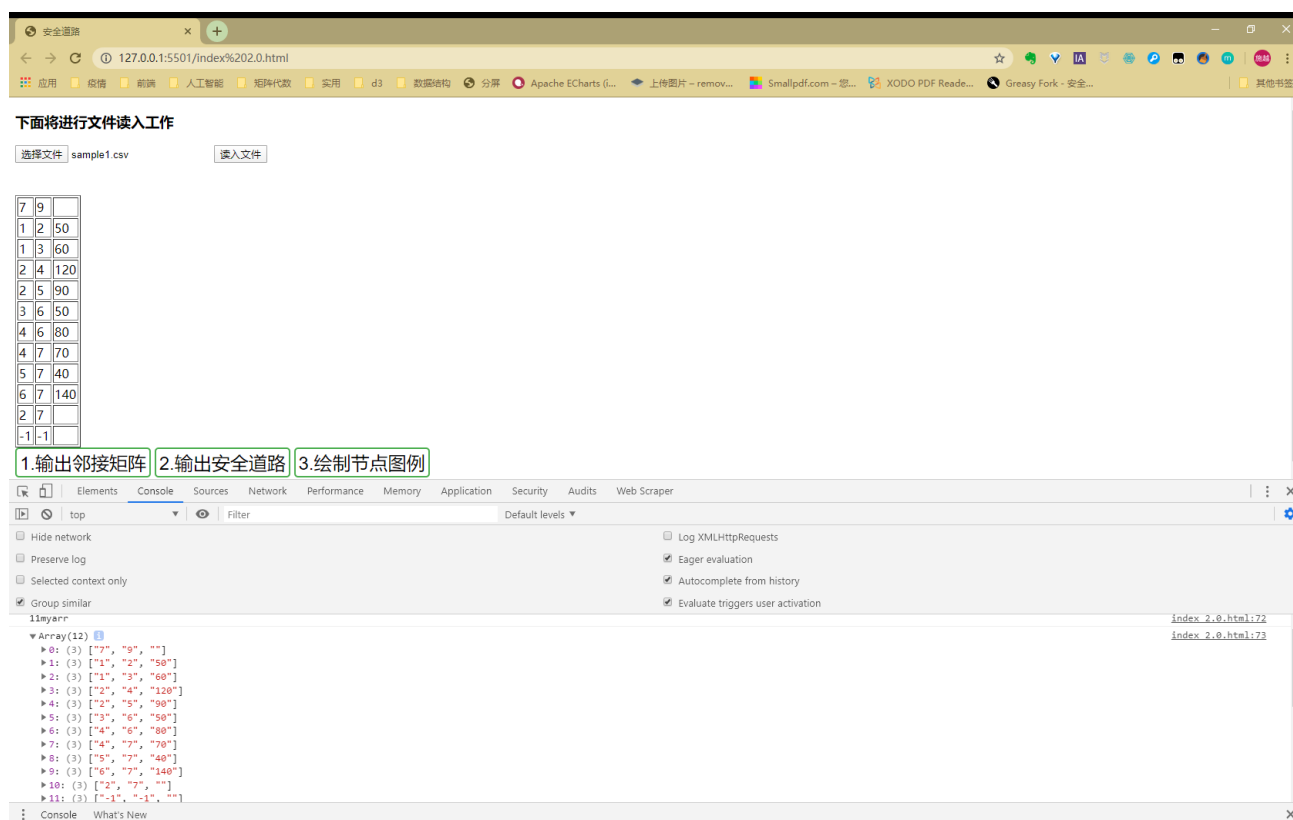 安全道路
127.0.0.1:5501/index%202.0.html
应用 疫情 前端 人工智能 矩阵代数 实用 d3 数据结构 分屏 Apache ECharts (i... 上传图片 – remov... Smallpdf.com – 您... XODO PDF Reade... Greasy Fork - 安全... 其他书签
下面将进行文件读入工作
选择文件 sample1.csv 读入文件
7 9
1 2 50
1 3 60
2 4 120
2 5 90
3 6 50
4 6 80
4 7 70
5 7 40
6 7 140
2 7
-1 -1
1.输出邻接矩阵 2.输出安全道路 3.绘制节点图例
Elements Console Sources Network Performance Memory Application Security Audits Web Scraper
top Filter Default levels ▼
Hide network Log XMLHttpRequests
Preserve log Eager evaluation
Selected context only Autocomplete from history
Group similar Evaluate triggers user activation
11myarr index 2.0.html:72
▼Array(12) index 2.0.html:73
▶0: (3) ["7", "9", ""]
▶1: (3) ["1", "2", "50"]
▶2: (3) ["1", "3", "60"]
▶3: (3) ["2", "4", "120"]
▶4: (3) ["2", "5", "90"]
▶5: (3) ["3", "6", "50"]
▶6: (3) ["4", "6", "80"]
▶7: (3) ["4", "7", "70"]
▶8: (3) ["5", "7", "40"]
▶9: (3) ["6", "7", "140"]
▶10: (3) ["2", "7", ""]
▶11: (3) ["-1", "-1", ""]
Console What's New